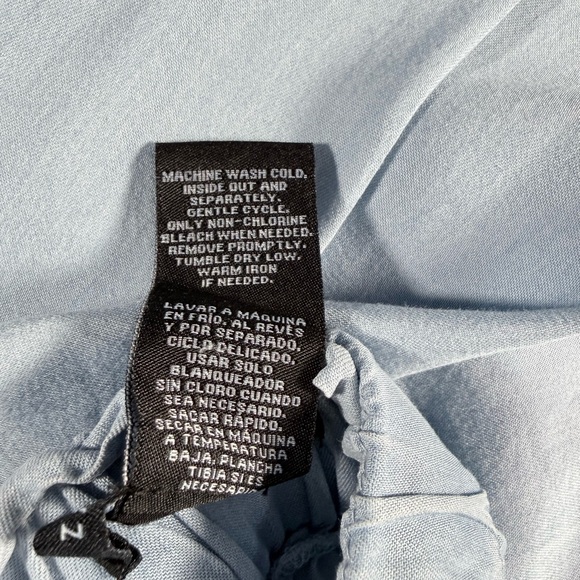 MACHINE WASH COLD,
INSIDE OUT AND
SEPARATELY.
GENTLE CYCLE.
ONLY NON-CHLORINE
BLEACH WHEN NEEDED.
REMOVE PROMPTLY.
TUMBLE DRY LOW.
WARM IRON
IF NEEDED.
LAVAR A MÁQUINA
EN FRÍO. AL REVÉS
Y POR SEPARADO.
CICLO DELICADO.
USAR SOLO
BLANQUEADOR
SIN CLORO CUANDO
SEA NECESARIO.
SACAR RÁPIDO.
SECAR EN MÁQUINA
A TEMPERATURA
BAJA. PLANCHA
TIBIA SI ES
NECESARIO